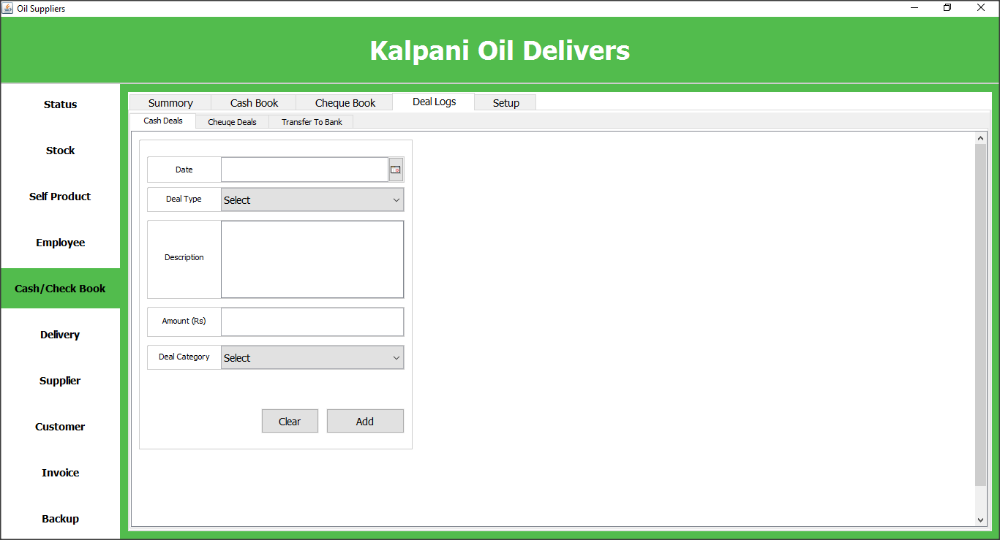 Oil Suppliers
Kalpani Oil Delivers
Status
Stock
Self Product
Employee
Cash/Check Book
Delivery
Supplier
Customer
Invoice
Backup
Summory Cash Book Cheque Book Deal Logs Setup
Cash Deals Cheuqe Deals Transfer To Bank
Date
Deal Type Select
Description
Amount (Rs)
Deal Category Select
Clear Add